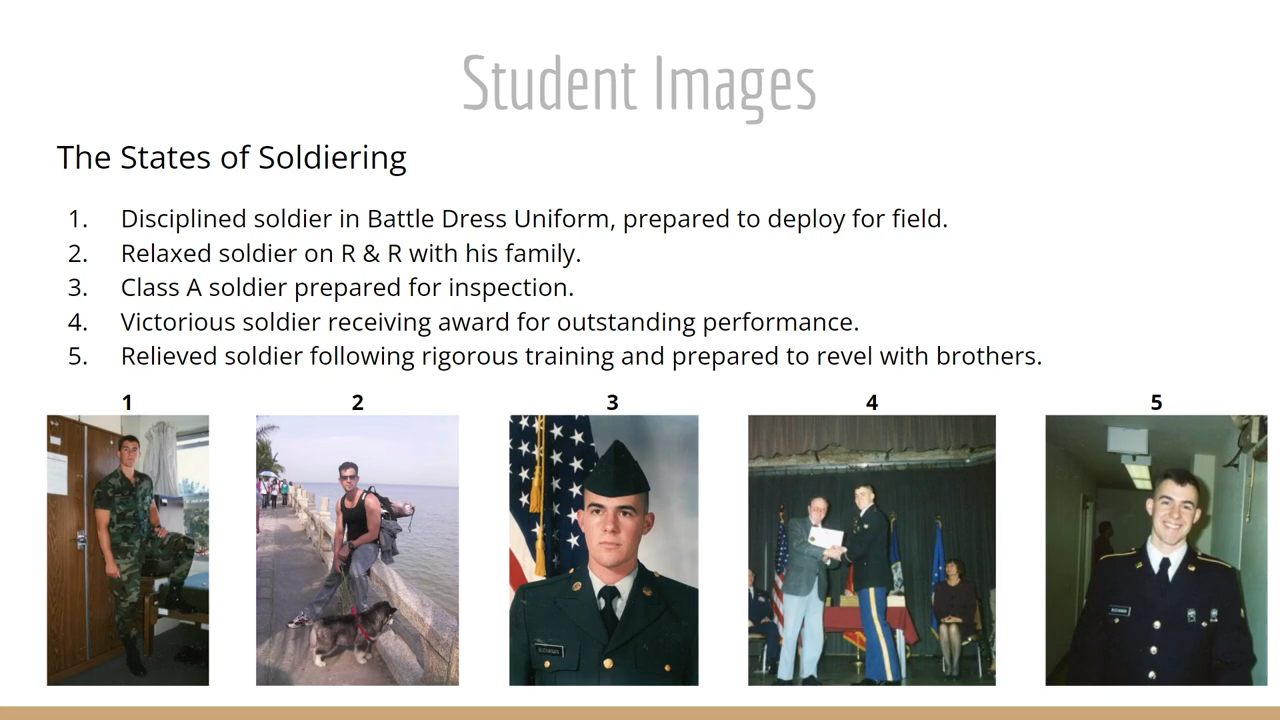 Student Images
The States of Soldiering
1. Disciplined soldier in Battle Dress Uniform, prepared to deploy for field.
2. Relaxed soldier on R & R with his family.
3. Class A soldier prepared for inspection.
4. Victorious soldier receiving award for outstanding performance.
5. Relieved soldier following rigorous training and prepared to revel with brothers.
1 2 3 4 5